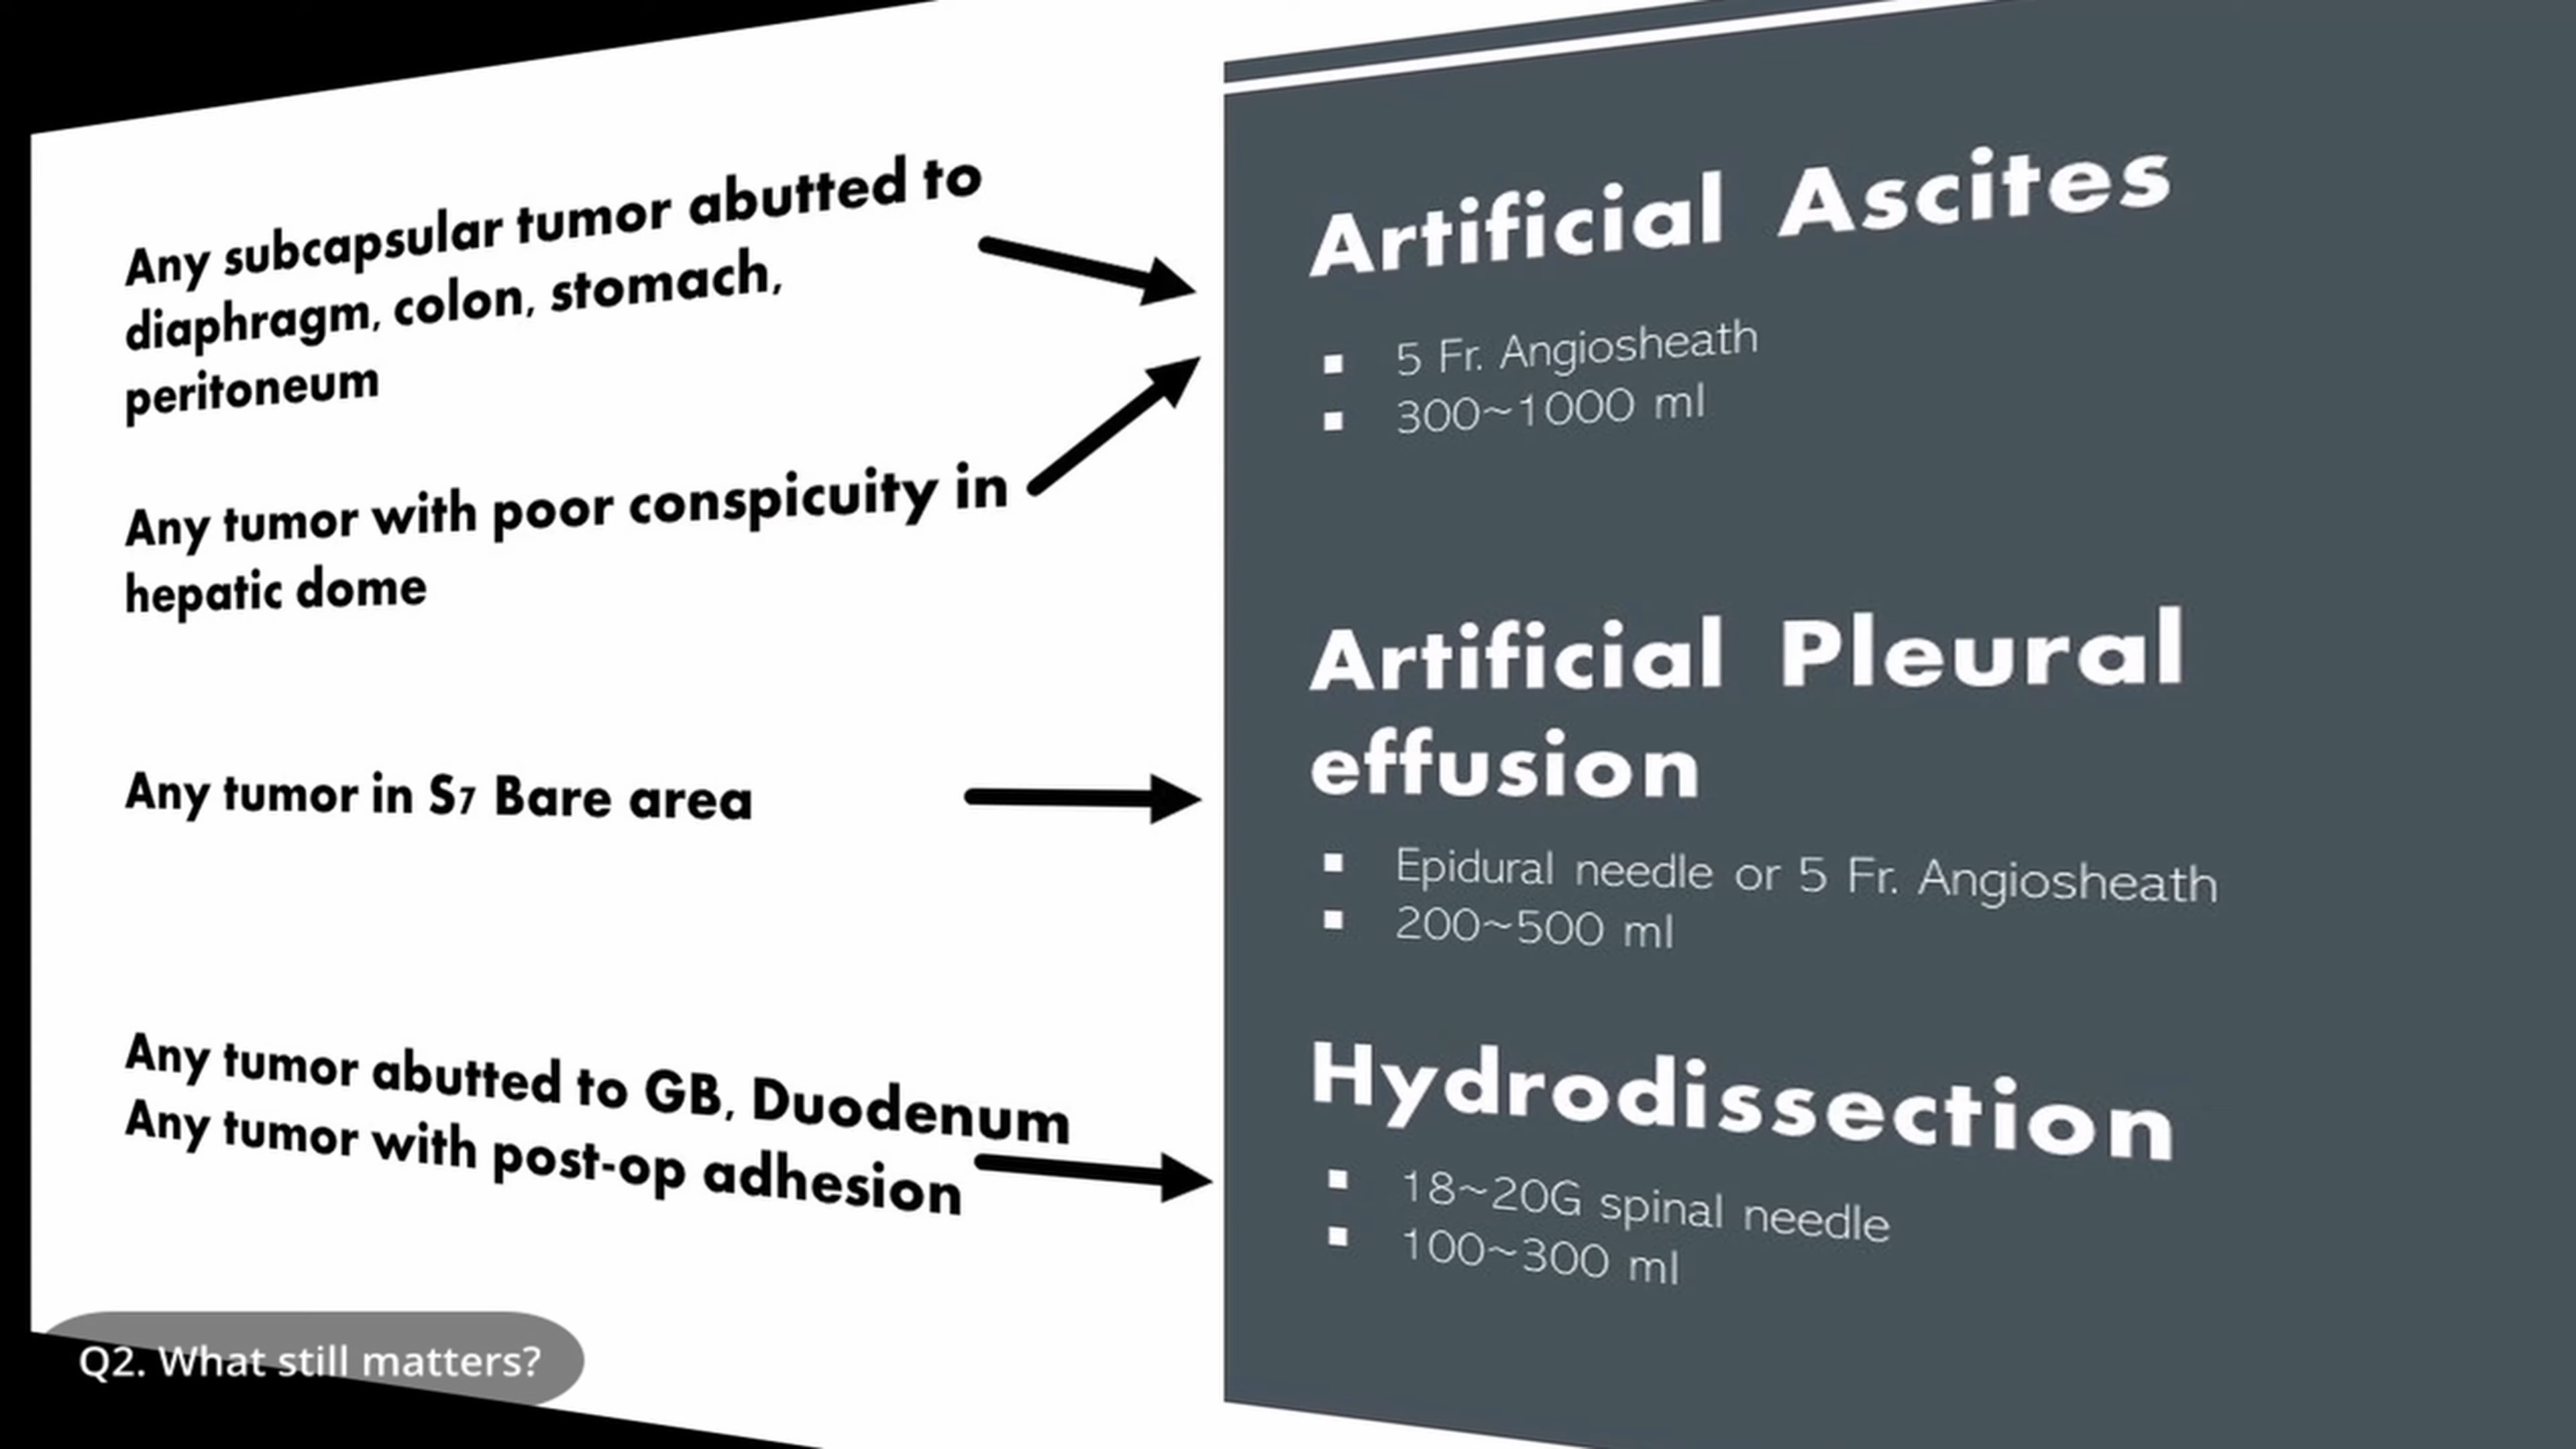 Any subcapsular tumor abutted to
diaphragm, colon, stomach,
peritoneum
Any tumor with poor conspicuity in
hepatic dome
Any tumor in S7 Bare area
Any tumor abutted to GB, Duodenum
Any tumor with post-op adhesion
Artificial Ascites
▪ 5 Fr. Angiosheath
▪ 300~1000 ml
Artificial Pleural
effusion
▪ Epidural needle or 5 Fr. Angiosheath
▪ 200~500 ml
Hydrodissection
▪ 18~20G spinal needle
▪ 100~300 ml
Q2. What still matters?